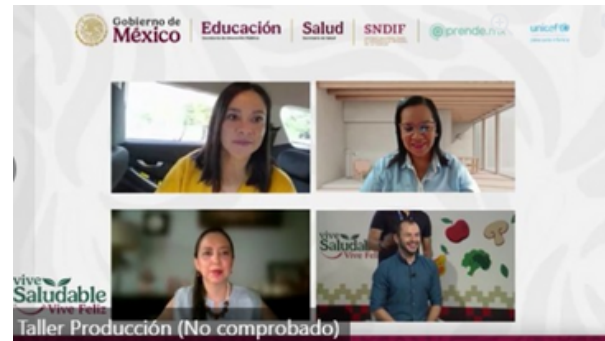 Gobierno de
México
Educación
Salud
SNDIF
@prende.mx
unicef
vive
Saludable
Vive Feliz
vive
Saludable
Vive Feliz
Taller Producción (No comprobado)